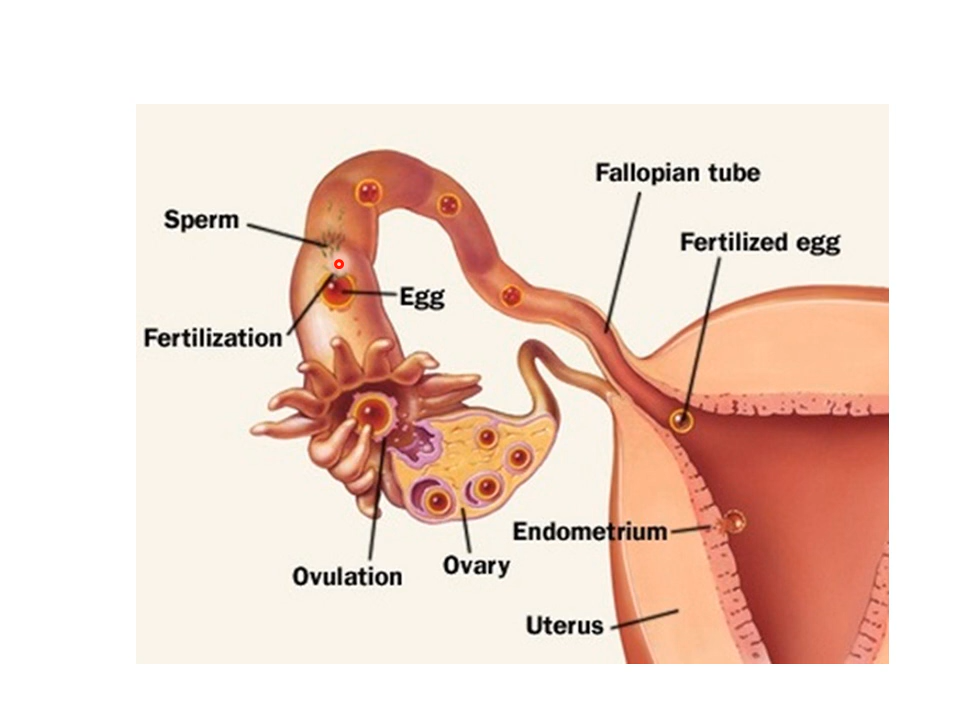 Fallopian tube
Sperm
Fertilized egg
Egg
Fertilization
Endometrium
Ovary
Ovulation
Uterus